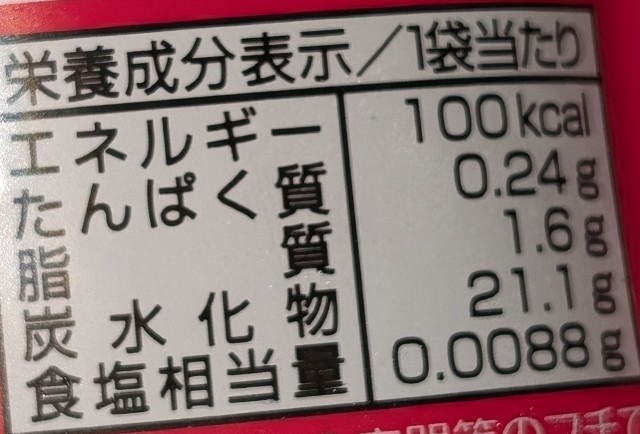 栄養成分表示/1袋当たり
エネルギー 100kcal
たんぱく質 0.24g
脂質 1.6g
炭水化物 21.1g
食塩相当量 0.0088g